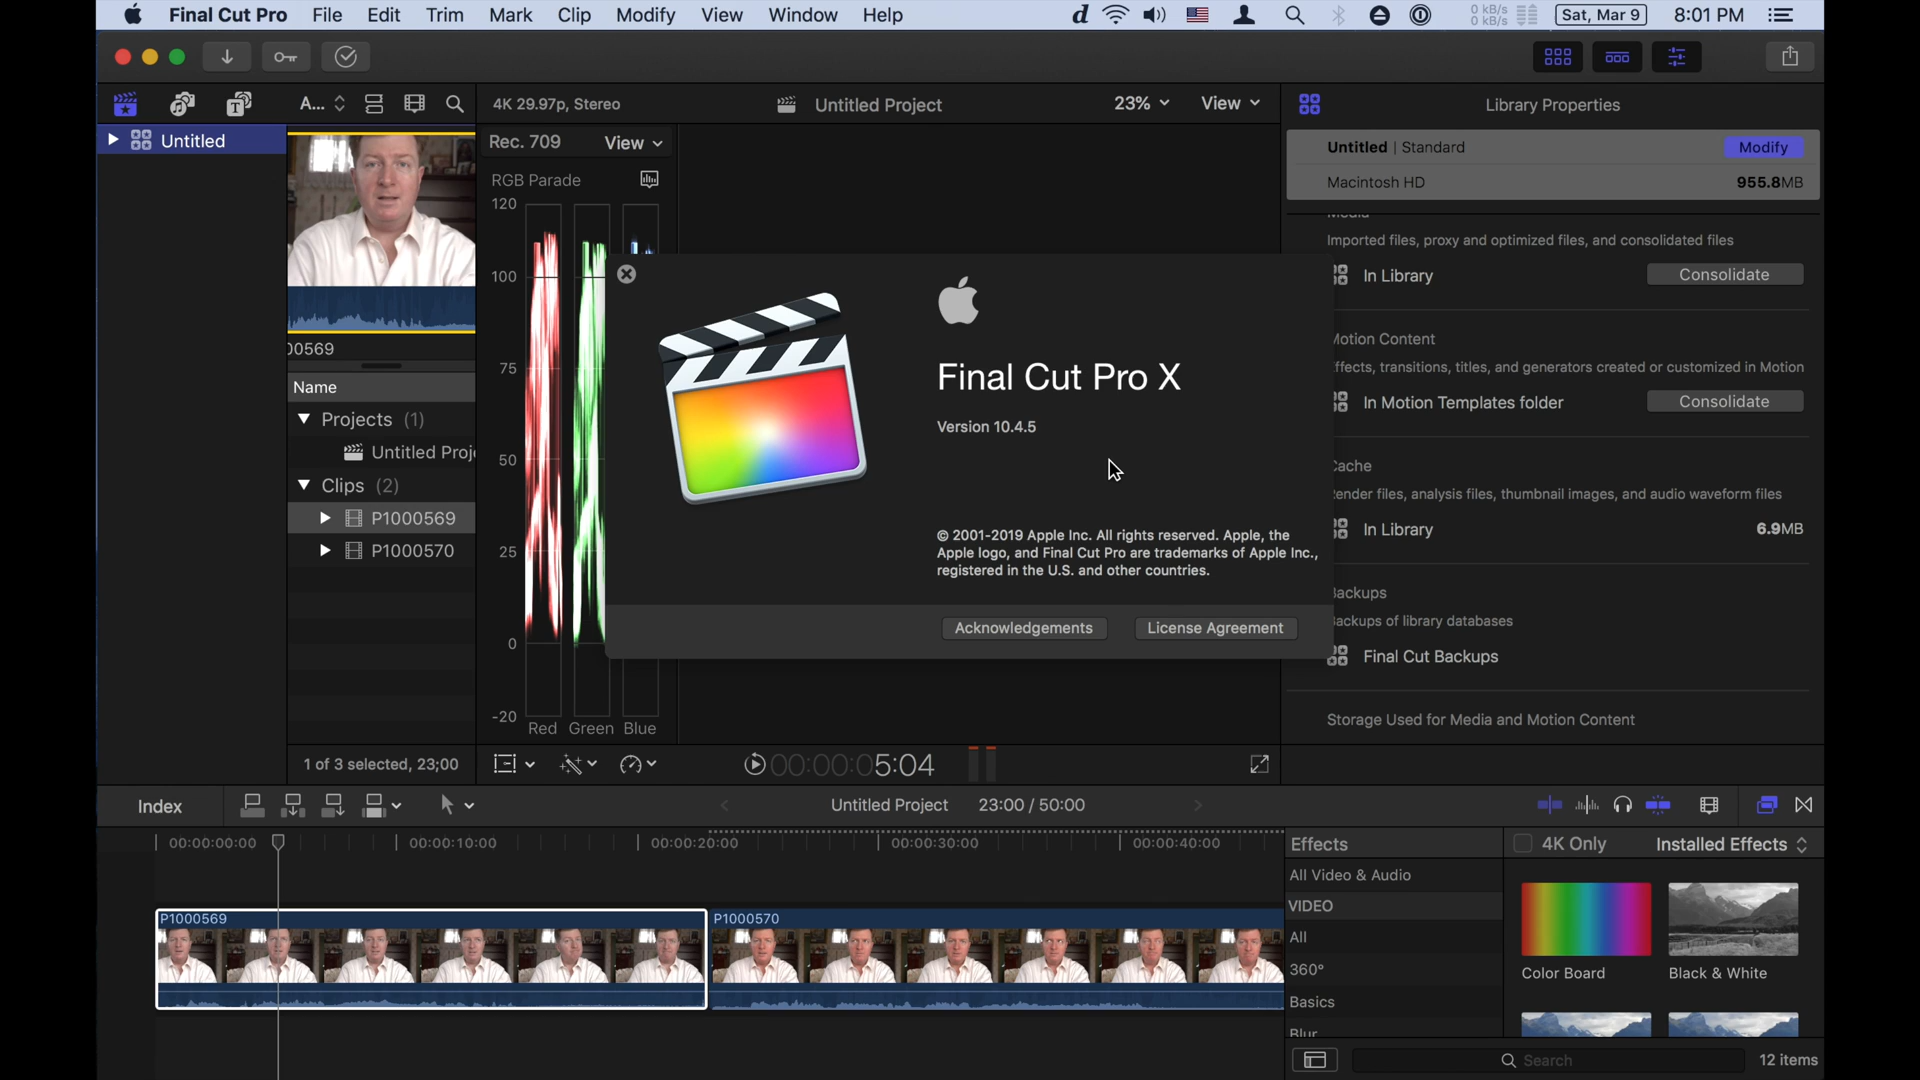 Final Cut Pro File Edit Trim Mark Clip Modify View Window Help
0 kB/s
0 kB/s
Sat, Mar 9 8:01 PM
A...
4K 29.97p, Stereo
Untitled Project
23% View
Library Properties
Untitled
Rec. 709 View
RGB Parade
120
100
75
50
25
0
-20
Red Green Blue
00569
Name
Projects (1)
Untitled Proj
Clips (2)
P1000569
P1000570
1 of 3 selected, 23;00
Final Cut Pro X
Version 10.4.5
© 2001-2019 Apple Inc. All rights reserved. Apple, the
Apple logo, and Final Cut Pro are trademarks of Apple Inc.,
registered in the U.S. and other countries.
Acknowledgements License Agreement
Untitled | Standard Modify
Macintosh HD 955.8MB
Media
Imported files, proxy and optimized files, and consolidated files
In Library Consolidate
Motion Content
ffects, transitions, titles, and generators created or customized in Motion
In Motion Templates folder Consolidate
Cache
ender files, analysis files, thumbnail images, and audio waveform files
In Library 6.9MB
Backups
ackups of library databases
Final Cut Backups
Storage Used for Media and Motion Content
00:00:05:04
Index
Untitled Project 23:00 / 50:00
00:00:00:00 00:00:10:00 00:00:20:00 00:00:30:00 00:00:40:00
P1000569 P1000570
Effects
4K Only Installed Effects
All Video & Audio
VIDEO
All
360°
Basics
Blur
Color Board Black & White
Search
12 items